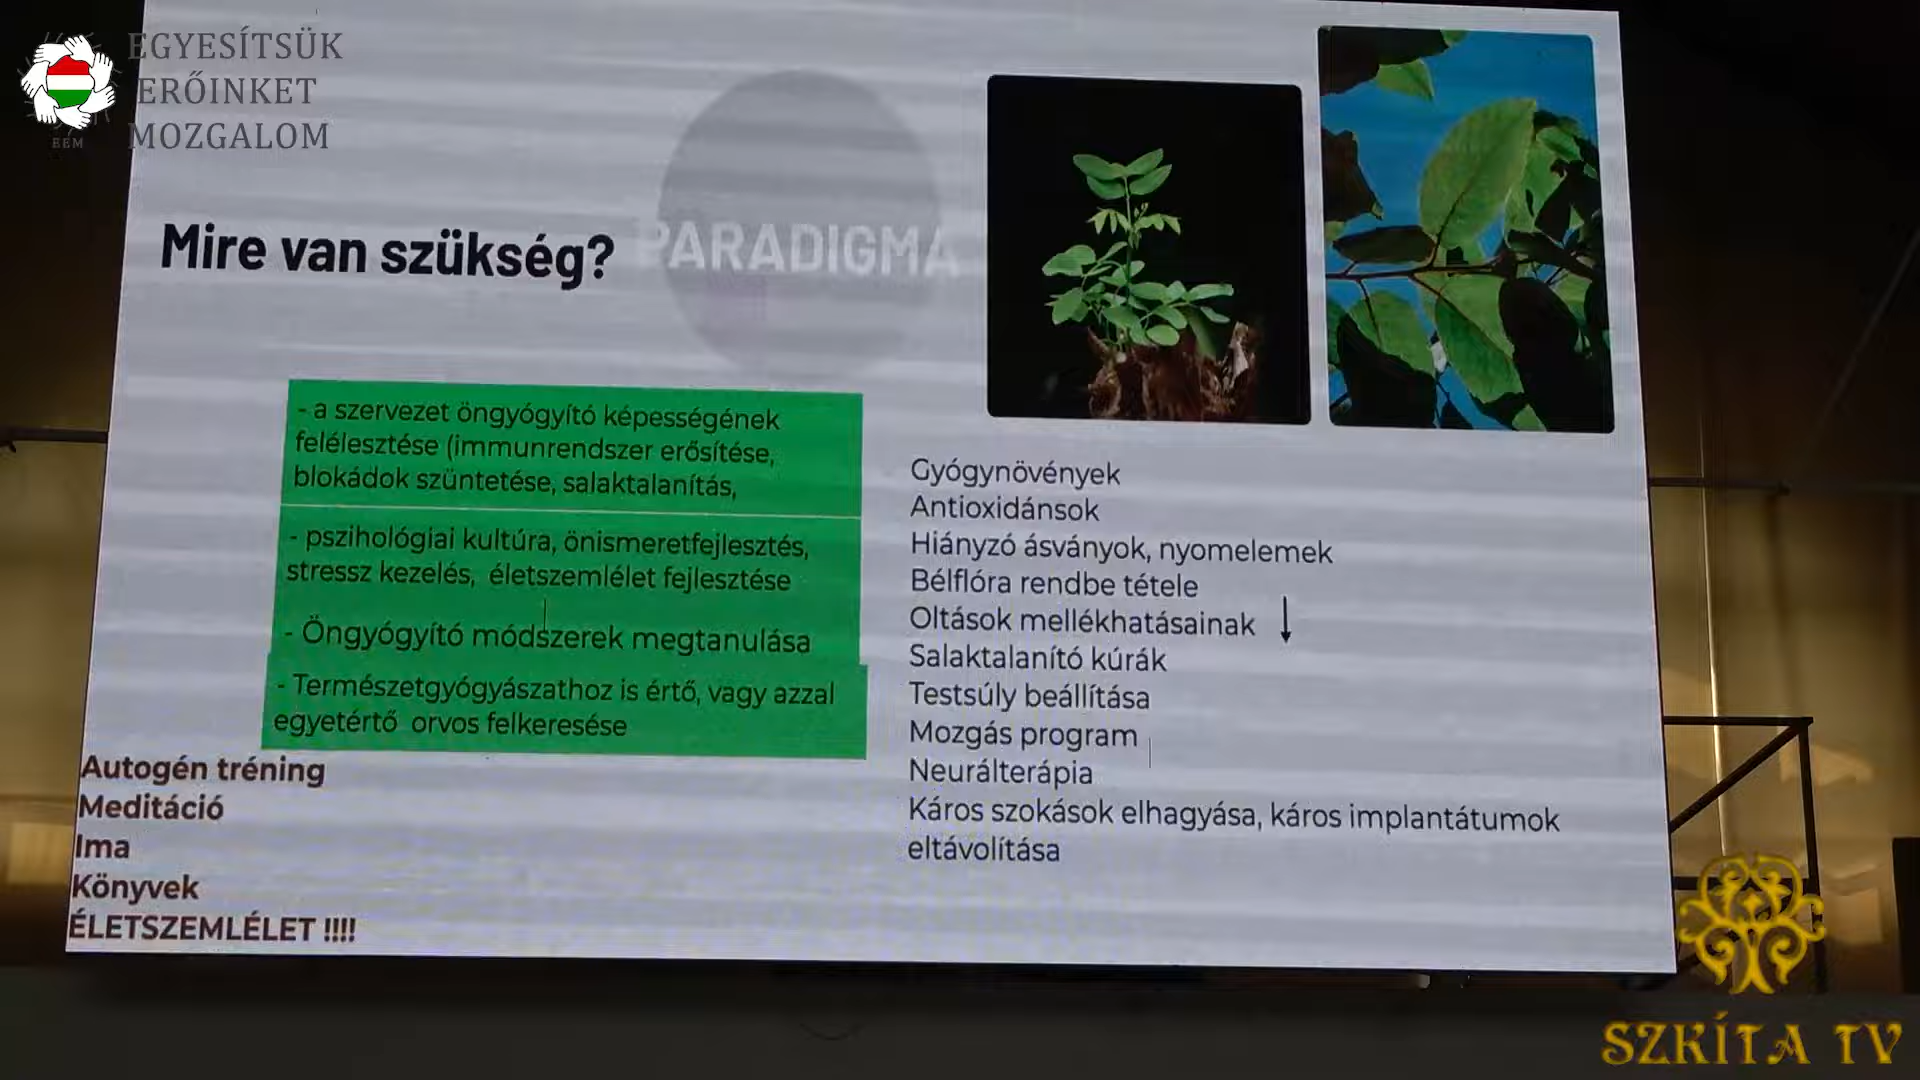 EGYESÍTSÜK
ERŐINKET
MOZGALOM
EEM
PARADIGMA
Mire van szükség?
- a szervezet öngyógyító képességének
felélesztése (immunrendszer erősítése,
blokádok szüntetése, salaktalanítás,
- pszihológiai kultúra, önismeretfejlesztés,
stressz kezelés, életszemlélet fejlesztése
- Öngyógyító módszerek megtanulása
- Természetgyógyászathoz is értő, vagy azzal
egyetértő orvos felkeresése
Autogén tréning
Meditáció
Ima
Könyvek
ÉLETSZEMLÉLET !!!!
Gyógynövények
Antioxidánsok
Hiányzó ásványok, nyomelemek
Bélflóra rendbe tétele
Oltások mellékhatásainak ↓
Salaktalanító kúrák
Testsúly beállítása
Mozgás program
Neurálterápia
Káros szokások elhagyása, káros implantátumok
eltávolítása
SZKÍTA TV